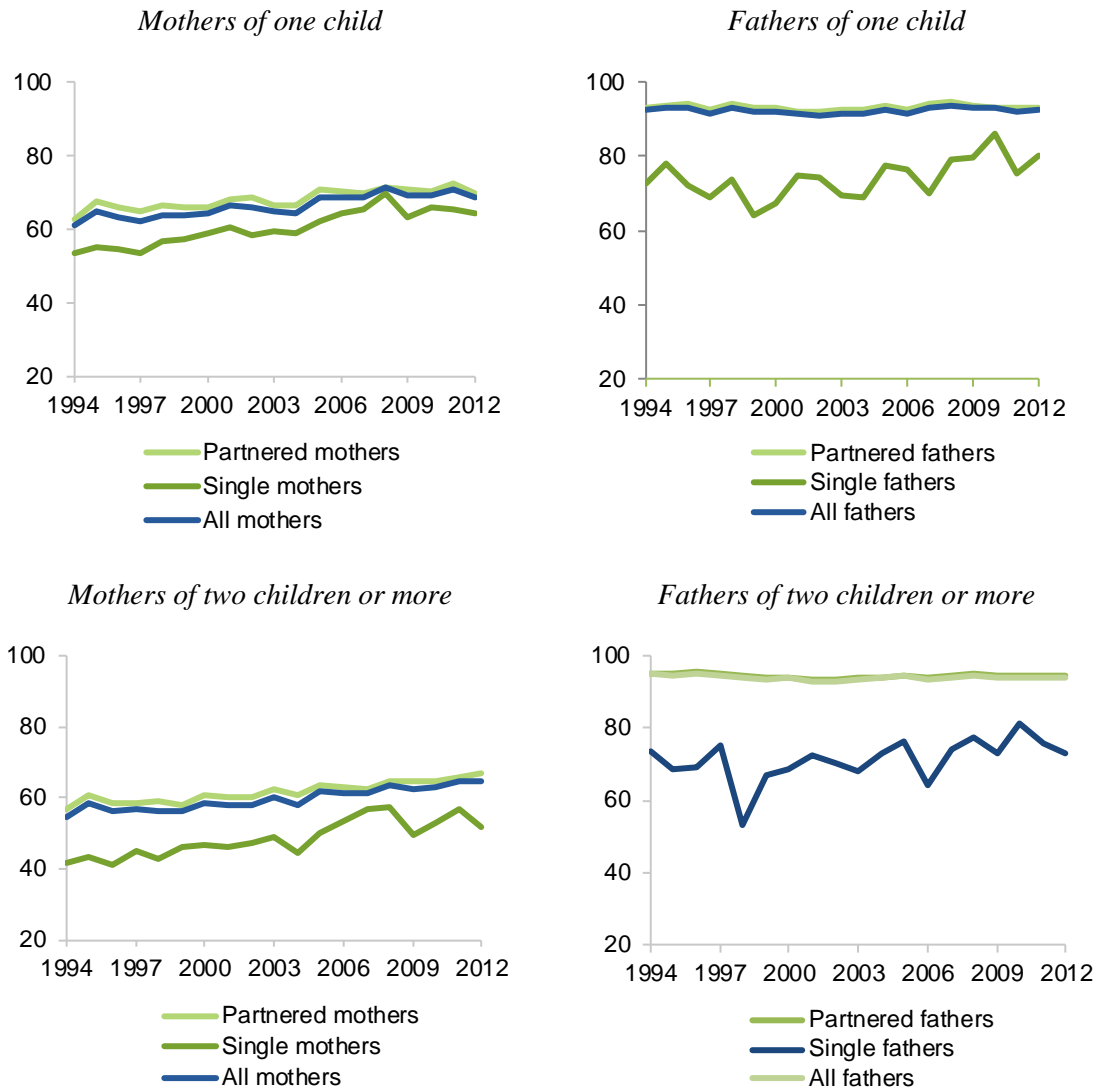 Mothers of one child
100
80
60
40
20
1994 1997 2000 2003 2006 2009 2012
Partnered mothers
Single mothers
All mothers
Fathers of one child
100
80
60
40
20
1994 1997 2000 2003 2006 2009 2012
Partnered fathers
Single fathers
All fathers
Mothers of two children or more
100
80
60
40
20
1994 1997 2000 2003 2006 2009 2012
Partnered mothers
Single mothers
All mothers
Fathers of two children or more
100
80
60
40
20
1994 1997 2000 2003 2006 2009 2012
Partnered fathers
Single fathers
All fathers